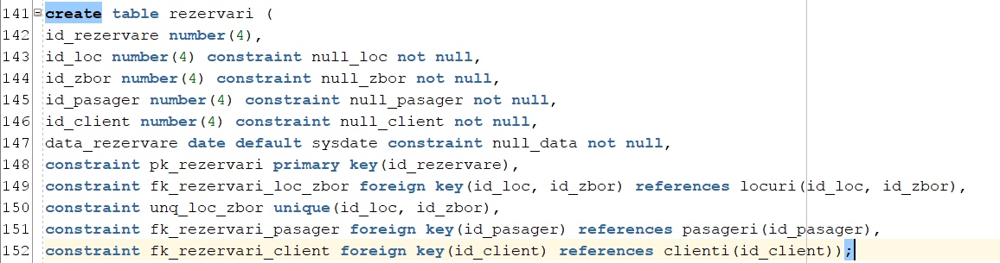 141 create table rezervari (
142 id_rezervare number(4),
143 id_loc number(4) constraint null_loc not null,
144 id_zbor number(4) constraint null_zbor not null,
145 id_pasager number(4) constraint null_pasager not null,
146 id_client number(4) constraint null_client not null,
147 data_rezervare date default sysdate constraint null_data not null,
148 constraint pk_rezervari primary key(id_rezervare),
149 constraint fk_rezervari_loc_zbor foreign key(id_loc, id_zbor) references locuri(id_loc, id_zbor),
150 constraint unq_loc_zbor unique(id_loc, id_zbor),
151 constraint fk_rezervari_pasager foreign key(id_pasager) references pasageri(id_pasager),
152 constraint fk_rezervari_client foreign key(id_client) references clienti(id_client));